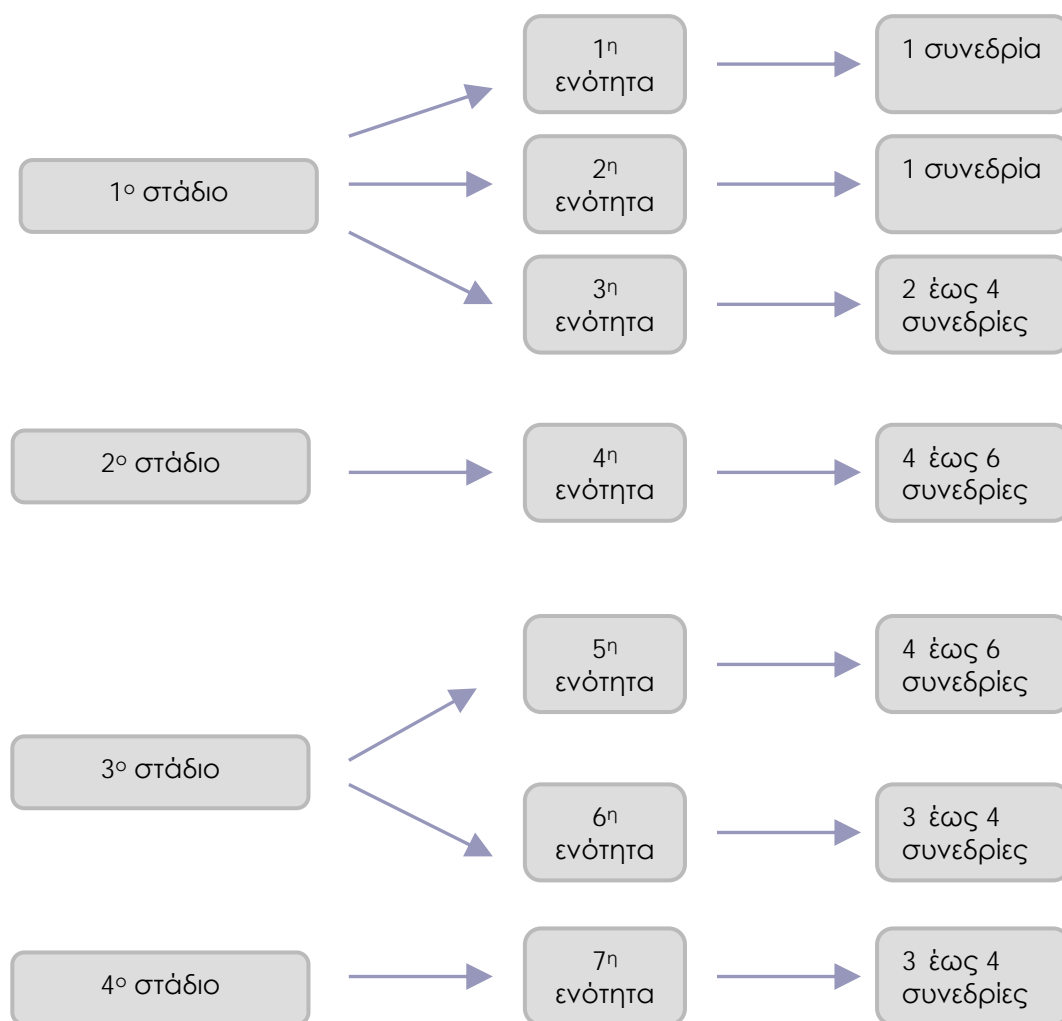 1η
ενότητα
1 συνεδρία
1ο στάδιο
2η
ενότητα
1 συνεδρία
3η
ενότητα
2 έως 4
συνεδρίες
2ο στάδιο
4η
ενότητα
4 έως 6
συνεδρίες
3ο στάδιο
5η
ενότητα
4 έως 6
συνεδρίες
6η
ενότητα
3 έως 4
συνεδρίες
4ο στάδιο
7η
ενότητα
3 έως 4
συνεδρίες